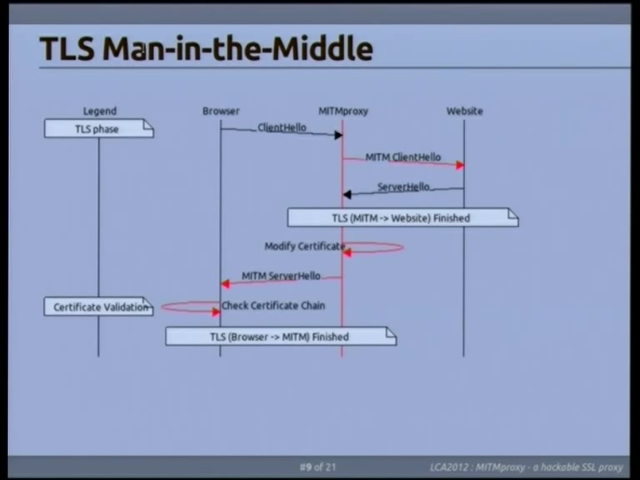 TLS Man-in-the-Middle
Legend
Browser
MITMproxy
Website
TLS phase
ClientHello
MITM ClientHello
ServerHello
TLS (MITM -> Website) Finished
Modify Certificate
MITM ServerHello
Certificate Validation
Check Certificate Chain
TLS (Browser -> MITM) Finished
#9 of 21
LCA2012 : MITMproxy - a hackable SSL proxy